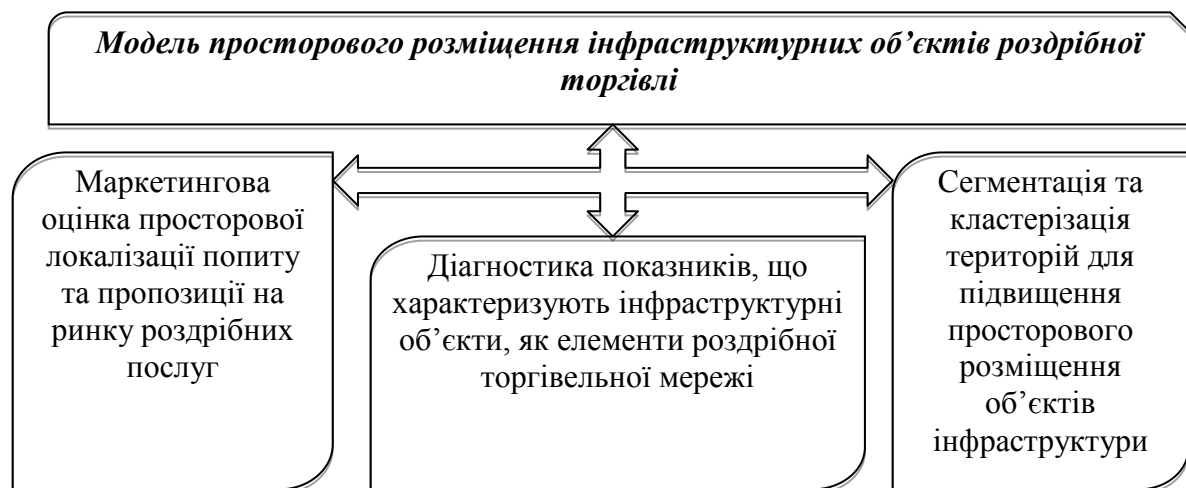 Модель просторового розміщення інфраструктурних об’єктів роздрібної
торгівлі
Маркетингова
оцінка просторової
локалізації попиту
та пропозиції на
ринку роздрібних
послуг
Діагностика показників, що
характеризують інфраструктурні
об’єкти, як елементи роздрібної
торгівельної мережі
Сегментація та
кластерізація
територій для
підвищення
просторового
розміщення
об’єктів
інфраструктури